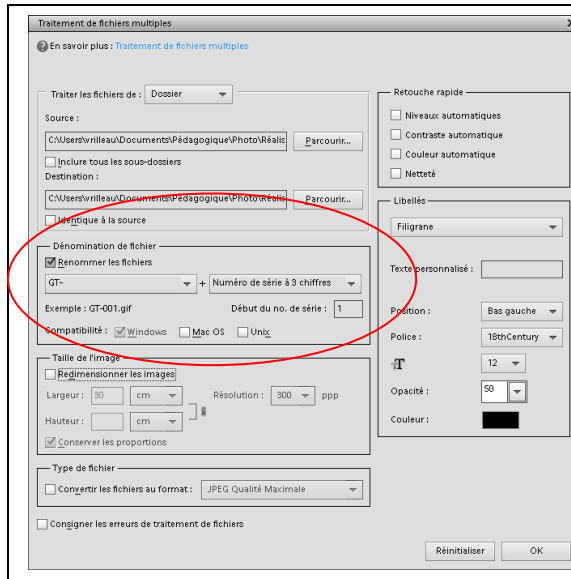 Traitement de fichiers multiples
En savoir plus : Traitement de fichiers multiples
Traiter les fichiers de : Dossier
Source :
C:\Users\vrilleau\Documents\Pédagogique\Photo\Réalis Parcourir...
Inclure tous les sous-dossiers
Destination :
C:\Users\vrilleau\Documents\Pédagogique\Photo\Réalis Parcourir...
Identique à la source
Dénomination de fichier
Renommer les fichiers
GT- + Numéro de série à 3 chiffres
Exemple : GT-001.gif Début du no. de série : 1
Compatibilité : Windows Mac OS Unix
Taille de l'image
Redimensionner les images
Largeur : 30 cm Résolution : 300 ppp
Hauteur : cm
Conserver les proportions
Type de fichier
Convertir les fichiers au format : JPEG Qualité Maximale
Consigner les erreurs de traitement de fichiers
Retouche rapide
Niveaux automatiques
Contraste automatique
Couleur automatique
Netteté
Libellés
Filigrane
Texte personnalisé :
Position : Bas gauche
Police : 18thCentury
T 12
Opacité : 50
Couleur :
Réinitialiser OK